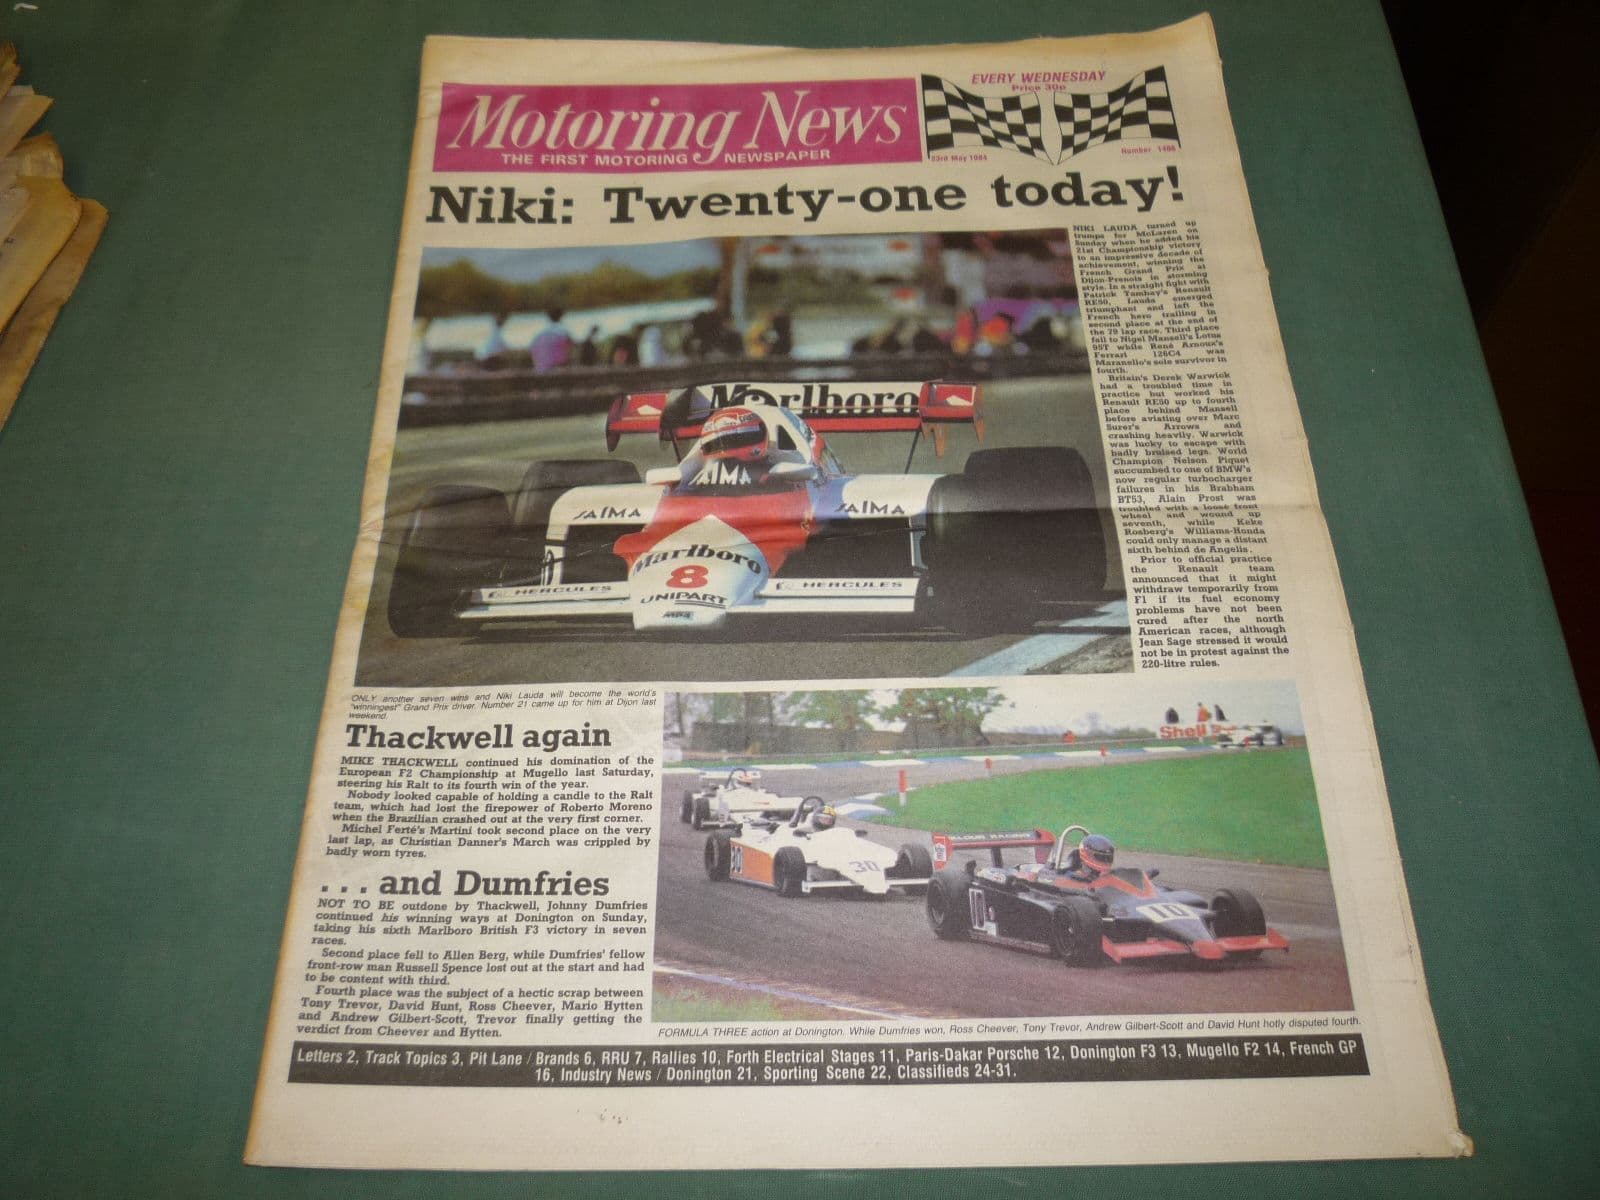 EVERY WEDNESDAY
Price 30p
Motoring News
THE FIRST MOTORING NEWSPAPER
23rd May 1984
Niki: Twenty-one today!
NIKI LAUDA turned up
trumps for McLaren on
Sunday when he added his
21st Championship victory
to an impressive decade of
achievement, winning the
French Grand Prix at
Dijon-Prenois in storming
style. In a straight fight with
Patrick Tambay's Renault
RE50, Lauda emerged
triumphant and left the
French hero trailing in
second place at the end of
the 79 lap race. Third place
fell to Nigel Mansell's Lotus
95T while René Arnoux's
Ferrari 126C4 was
Maranello's sole survivor in
fourth.
Britain's Derek Warwick
had a troubled time in
practice but worked his
Renault RE50 up to fourth
place behind Mansell
before aviating over Marc
Surer's Arrows and
crashing heavily. Warwick
was lucky to escape with
badly bruised legs. World
Champion Nelson Piquet
succumbed to one of BMW's
now regular turbocharger
failures in his Brabham
BT53, Alain Prost was
troubled with a loose front
wheel and wound up
seventh, while Keke
Rosberg's Williams-Honda
could only manage a distant
sixth behind de Angelis.
Prior to official practice
the Renault team
announced that it might
withdraw temporarily from
F1 if its fuel economy
problems have not been
cured after the north
American races, although
Jean Sage stressed it would
not be in protest against the
220-litre rules.
Marlboro
SAIMA
SAIMA
SAIMA
Marlboro
8
HERCULES
HERCULES
UNIPART
MP4
ONLY another seven wins and Niki Lauda will become the world's
"winningest" Grand Prix driver. Number 21 came up for him at Dijon last
weekend.
Thackwell again
MIKE THACKWELL continued his domination of the
European F2 Championship at Mugello last Saturday,
steering his Ralt to its fourth win of the year.
Nobody looked capable of holding a candle to the Ralt
team, which had lost the firepower of Roberto Moreno
when the Brazilian crashed out at the very first corner.
Michel Ferté's Martini took second place on the very
last lap, as Christian Danner's March was crippled by
badly worn tyres.
. . . and Dumfries
NOT TO BE outdone by Thackwell, Johnny Dumfries
continued his winning ways at Donington on Sunday,
taking his sixth Marlboro British F3 victory in seven
races.
Second place fell to Allen Berg, while Dumfries' fellow
front-row man Russell Spence lost out at the start and had
to be content with third.
Fourth place was the subject of a hectic scrap between
Tony Trevor, David Hunt, Ross Cheever, Mario Hytten
and Andrew Gilbert-Scott, Trevor finally getting the
verdict from Cheever and Hytten.
Shell
30
30
RACING
10
10
FORMULA THREE action at Donington. While Dumfries won, Ross Cheever, Tony Trevor, Andrew Gilbert-Scott and David Hunt hotly disputed fourth.
Letters 2, Track Topics 3, Pit Lane / Brands 6, RRU 7, Rallies 10, Forth Electrical Stages 11, Paris-Dakar Porsche 12, Donington F3 13, Mugello F2 14, French GP
16, Industry News / Donington 21, Sporting Scene 22, Classifieds 24-31.